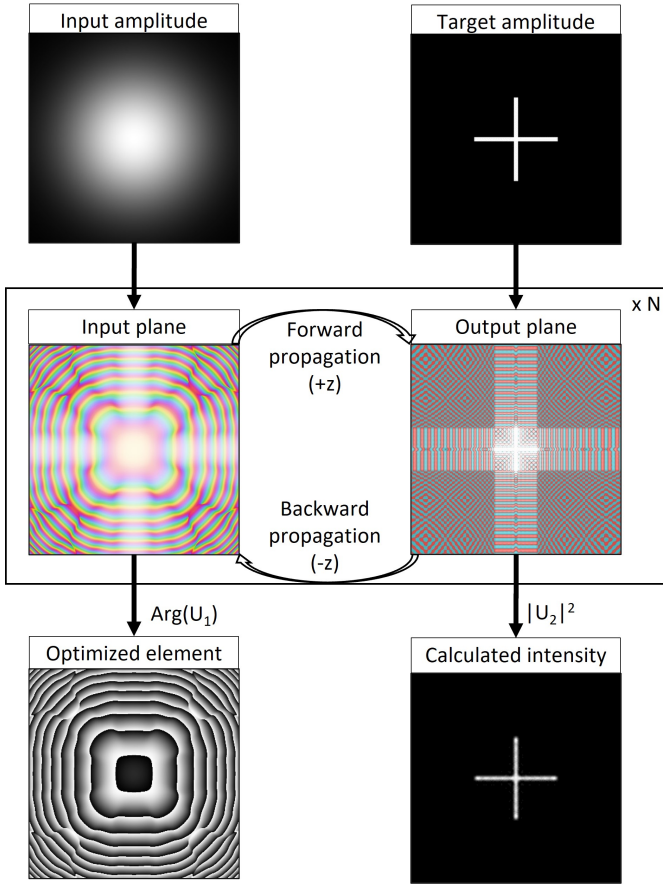 Input amplitude
Target amplitude
x N
Input plane
Forward
propagation
(+z)
Output plane
Backward
propagation
(-z)
Arg(U₁)
|U₂|²
Optimized element
Calculated intensity